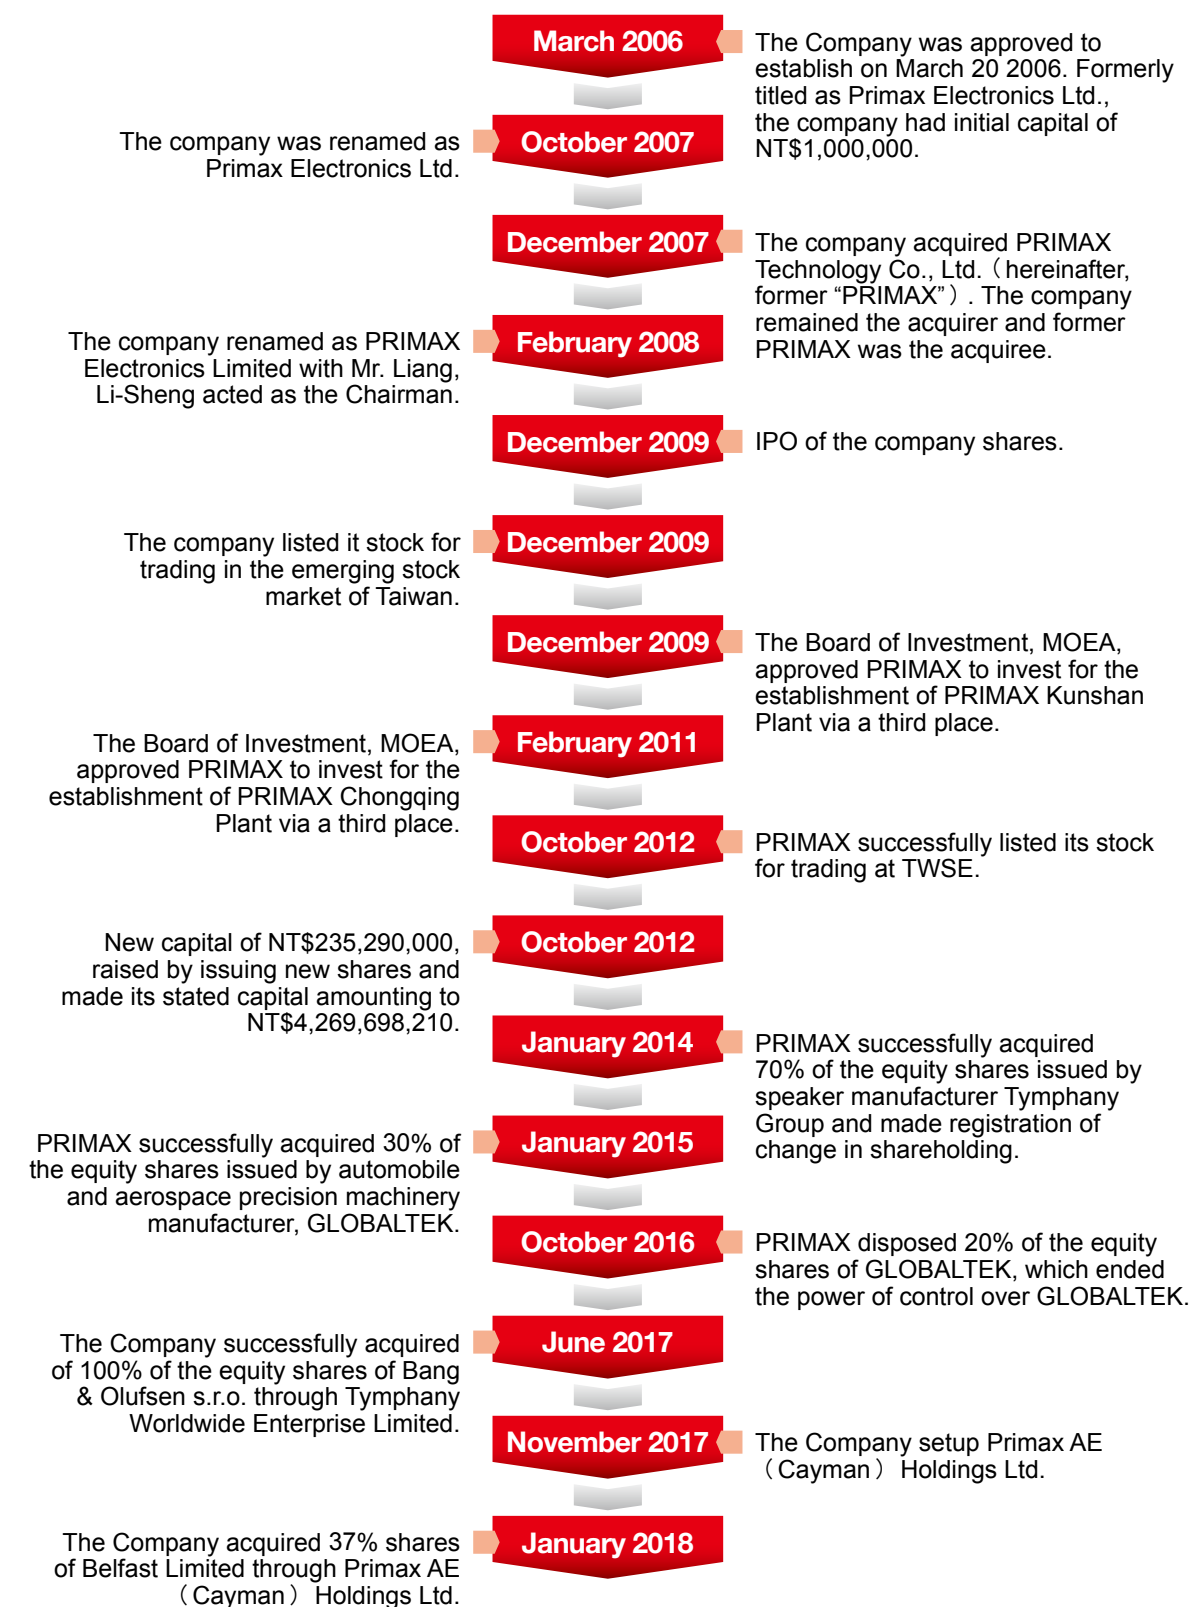 March 2006
The Company was approved to
establish on March 20 2006. Formerly
titled as Primax Electronics Ltd.,
the company had initial capital of
NT$1,000,000.
October 2007
The company was renamed as
Primax Electronics Ltd.
December 2007
The company acquired PRIMAX
Technology Co., Ltd.（hereinafter,
former “PRIMAX”）. The company
remained the acquirer and former
PRIMAX was the acquiree.
February 2008
The company renamed as PRIMAX
Electronics Limited with Mr. Liang,
Li-Sheng acted as the Chairman.
December 2009
IPO of the company shares.
December 2009
The company listed it stock for
trading in the emerging stock
market of Taiwan.
December 2009
The Board of Investment, MOEA,
approved PRIMAX to invest for the
establishment of PRIMAX Kunshan
Plant via a third place.
February 2011
The Board of Investment, MOEA,
approved PRIMAX to invest for the
establishment of PRIMAX Chongqing
Plant via a third place.
October 2012
PRIMAX successfully listed its stock
for trading at TWSE.
October 2012
New capital of NT$235,290,000,
raised by issuing new shares and
made its stated capital amounting to
NT$4,269,698,210.
January 2014
PRIMAX successfully acquired
70% of the equity shares issued by
speaker manufacturer Tymphany
Group and made registration of
change in shareholding.
January 2015
PRIMAX successfully acquired 30% of
the equity shares issued by automobile
and aerospace precision machinery
manufacturer, GLOBALTEK.
October 2016
PRIMAX disposed 20% of the equity
shares of GLOBALTEK, which ended
the power of control over GLOBALTEK.
June 2017
The Company successfully acquired
of 100% of the equity shares of Bang
& Olufsen s.r.o. through Tymphany
Worldwide Enterprise Limited.
November 2017
The Company setup Primax AE
（Cayman）Holdings Ltd.
January 2018
The Company acquired 37% shares
of Belfast Limited through Primax AE
（Cayman）Holdings Ltd.